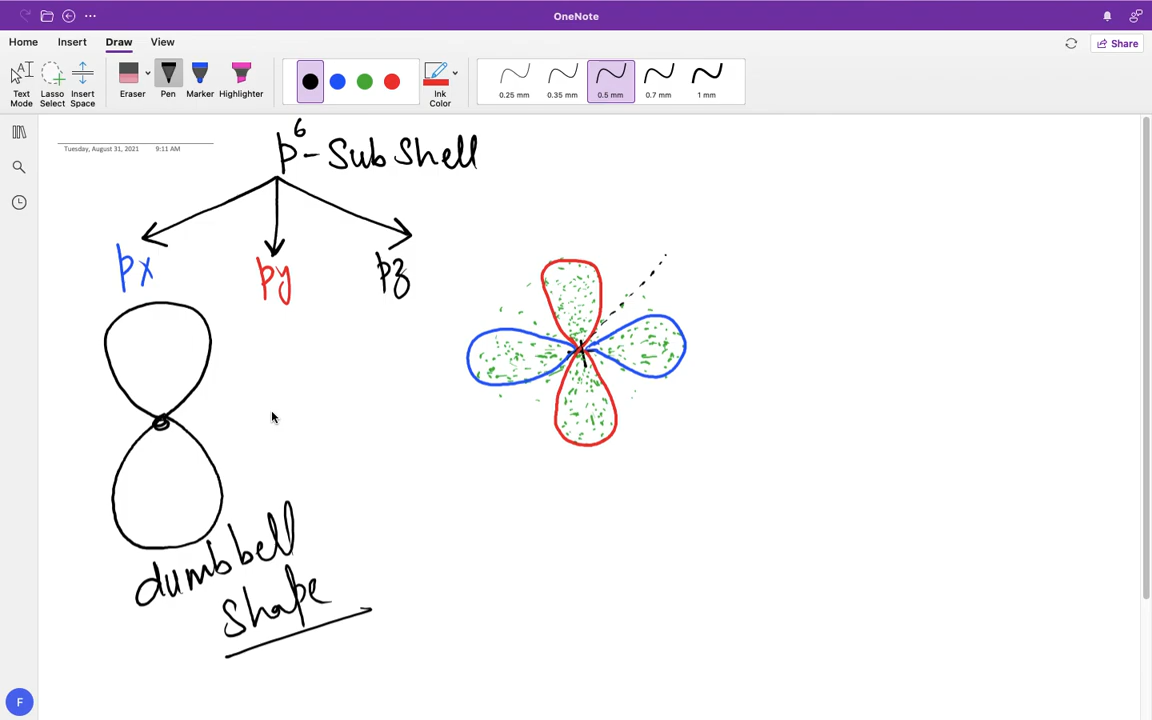 OneNote
Home Insert Draw View
Share
Text Mode
Lasso Select
Insert Space
Eraser
Pen
Marker
Highlighter
Ink Color
0.25 mm
0.35 mm
0.5 mm
0.7 mm
1 mm
Tuesday, August 31, 2021 9:11 AM
p⁶ - Subshell
px py pz
dumbbell
shape
F